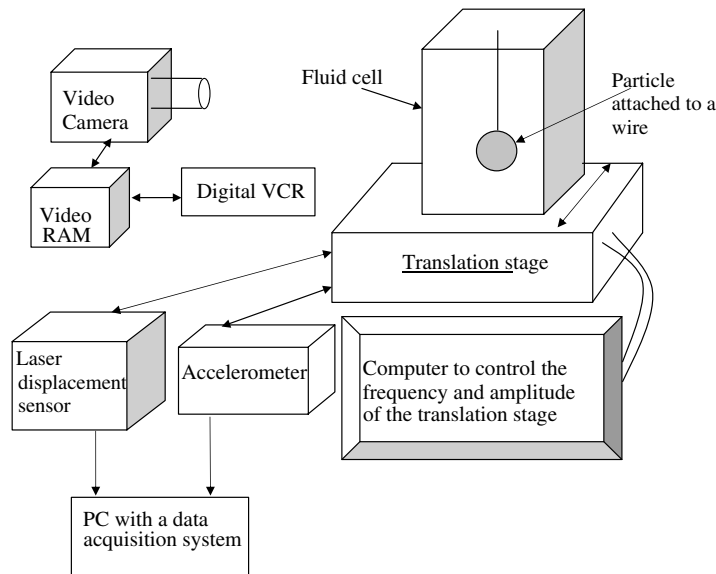 Video
Camera
Fluid cell
Particle
attached to a
wire
Video
RAM
Digital VCR
Translation stage
Laser
displacement
sensor
Accelerometer
Computer to control the
frequency and amplitude
of the translation stage
PC with a data
acquisition system